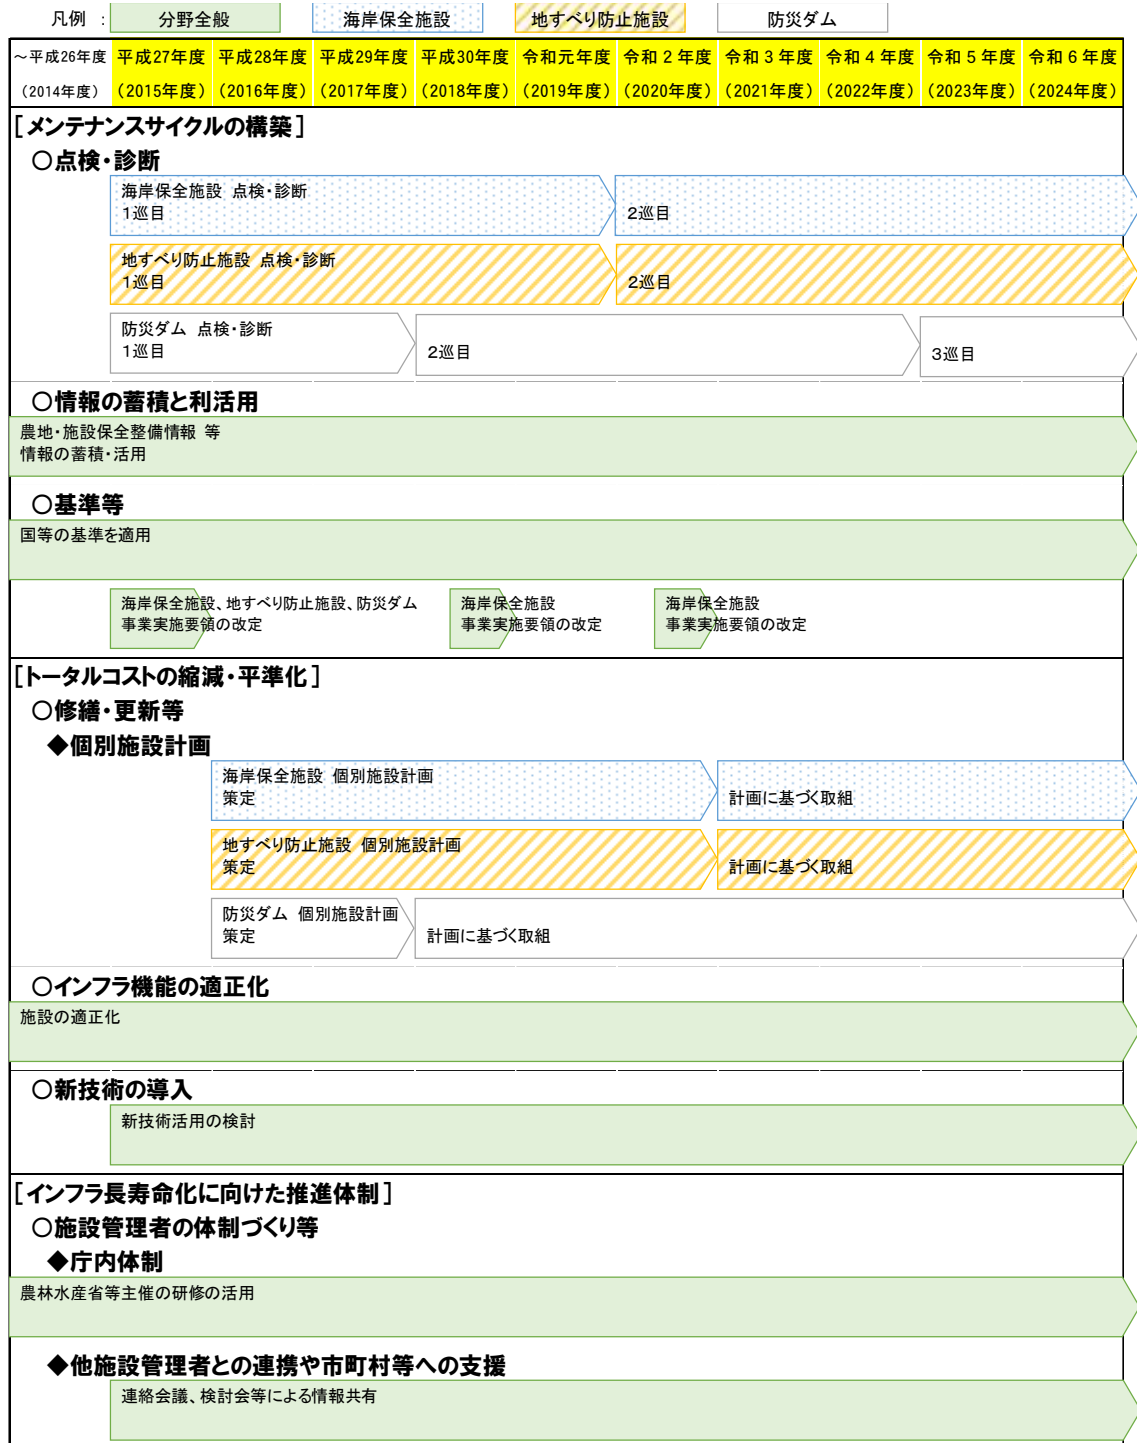 凡例 : 分野全般 海岸保全施設 地すべり防止施設 防災ダム
～平成26年度 平成27年度 平成28年度 平成29年度 平成30年度 令和元年度 令和２年度 令和３年度 令和４年度 令和５年度 令和６年度
（2014年度） （2015年度） （2016年度） （2017年度） （2018年度） （2019年度） （2020年度） （2021年度） （2022年度） （2023年度） （2024年度）
［メンテナンスサイクルの構築］
○点検・診断
海岸保全施設 点検・診断
1巡目 2巡目
地すべり防止施設 点検・診断
1巡目 2巡目
防災ダム 点検・診断
1巡目 2巡目 3巡目
○情報の蓄積と利活用
農地・施設保全整備情報 等
情報の蓄積・活用
○基準等
国等の基準を適用
海岸保全施設、地すべり防止施設、防災ダム 海岸保全施設 海岸保全施設
事業実施要領の改定 事業実施要領の改定 事業実施要領の改定
［トータルコストの縮減・平準化］
○修繕・更新等
◆個別施設計画
海岸保全施設 個別施設計画
策定 計画に基づく取組
地すべり防止施設 個別施設計画
策定 計画に基づく取組
防災ダム 個別施設計画
策定 計画に基づく取組
○インフラ機能の適正化
施設の適正化
○新技術の導入
新技術活用の検討
［インフラ長寿命化に向けた推進体制］
○施設管理者の体制づくり等
◆庁内体制
農林水産省等主催の研修の活用
◆他施設管理者との連携や市町村等への支援
連絡会議、検討会等による情報共有